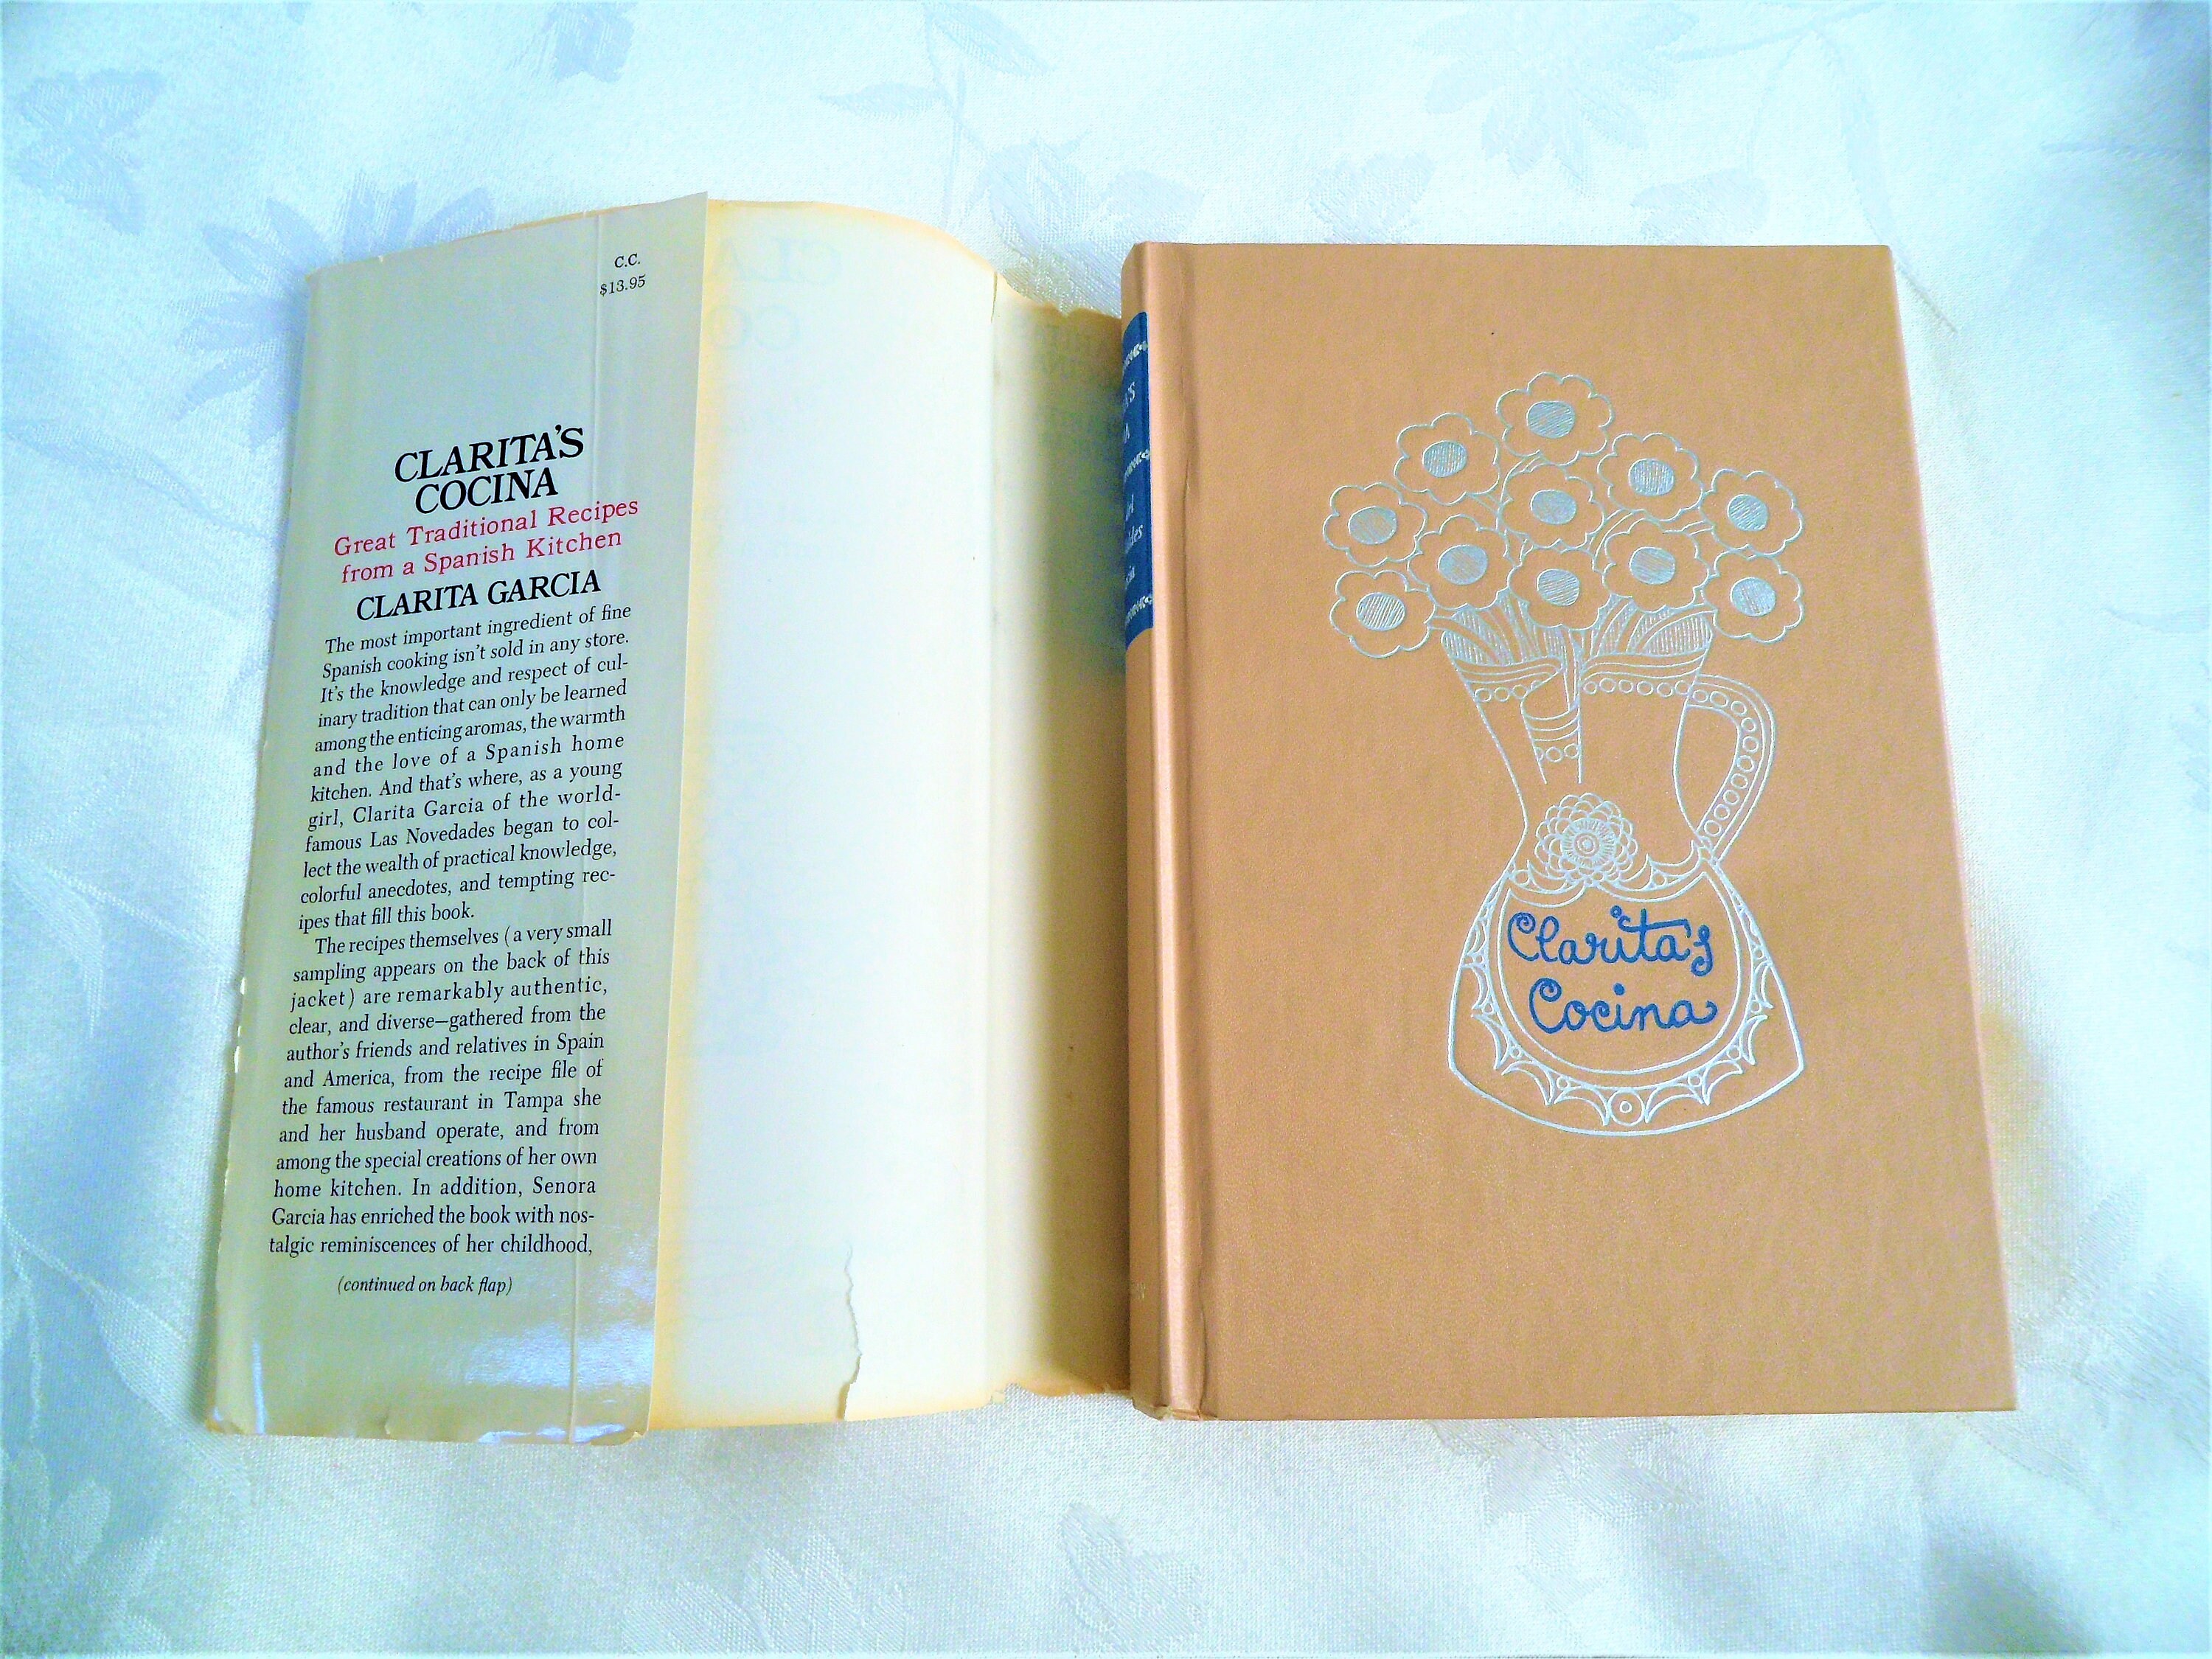 C.C.
$13.95
CLARITA'S
COCINA
Great Traditional Recipes
from a Spanish Kitchen
CLARITA GARCIA
The most important ingredient of fine
Spanish cooking isn't sold in any store.
It's the knowledge and respect of cul-
inary tradition that can only be learned
among the enticing aromas, the warmth
and the love of a Spanish home
kitchen. And that's where, as a young
girl, Clarita Garcia of the world-
famous Las Novedades began to col-
lect the wealth of practical knowledge,
colorful anecdotes, and tempting rec-
ipes that fill this book.
The recipes themselves (a very small
sampling appears on the back of this
jacket) are remarkably authentic,
clear, and diverse—gathered from the
author's friends and relatives in Spain
and America, from the recipe file of
the famous restaurant in Tampa she
and her husband operate, and from
among the special creations of her own
home kitchen. In addition, Senora
Garcia has enriched the book with nos-
talgic reminiscences of her childhood,
(continued on back flap)
Clarita's
Cocina